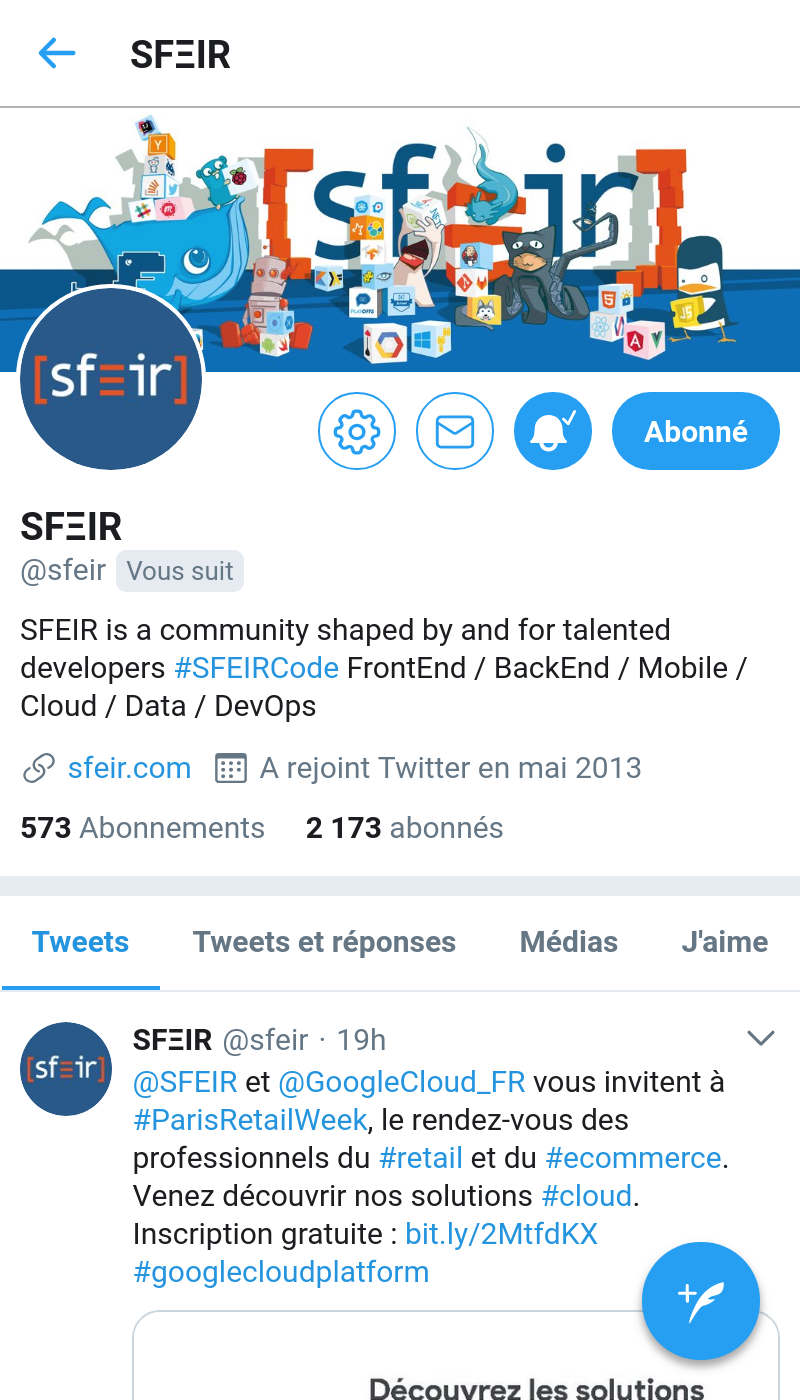 SFΞIR
[sfΞir]
[sfΞir]
Abonné
SFΞIR
@sfeir Vous suit
SFEIR is a community shaped by and for talented
developers #SFEIRCode FrontEnd / BackEnd / Mobile /
Cloud / Data / DevOps
sfeir.com A rejoint Twitter en mai 2013
573 Abonnements 2 173 abonnés
Tweets Tweets et réponses Médias J'aime
SFΞIR @sfeir · 19h
[sfΞir]
@SFEIR et @GoogleCloud_FR vous invitent à
#ParisRetailWeek, le rendez-vous des
professionnels du #retail et du #ecommerce.
Venez découvrir nos solutions #cloud.
Inscription gratuite : bit.ly/2MtfdKX
#googlecloudplatform
Découvrez les solutions